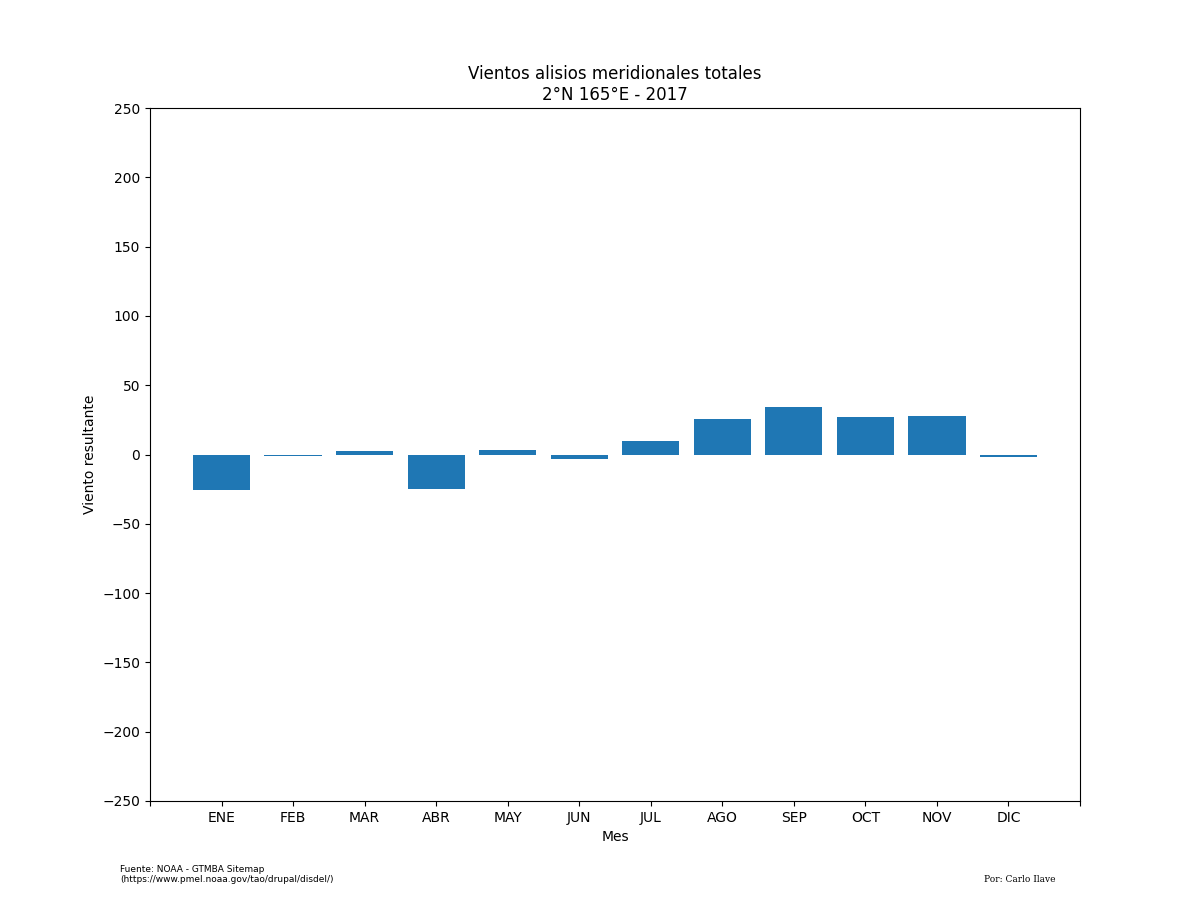 Vientos alisios meridionales totales
2°N 165°E - 2017
250
200
150
100
50
0
−50
−100
−150
−200
−250
Viento resultante
ENE FEB MAR ABR MAY JUN JUL AGO SEP OCT NOV DIC
Mes
Fuente: NOAA - GTMBA Sitemap
(https://www.pmel.noaa.gov/tao/drupal/disdel/)
Por: Carlo Ilave